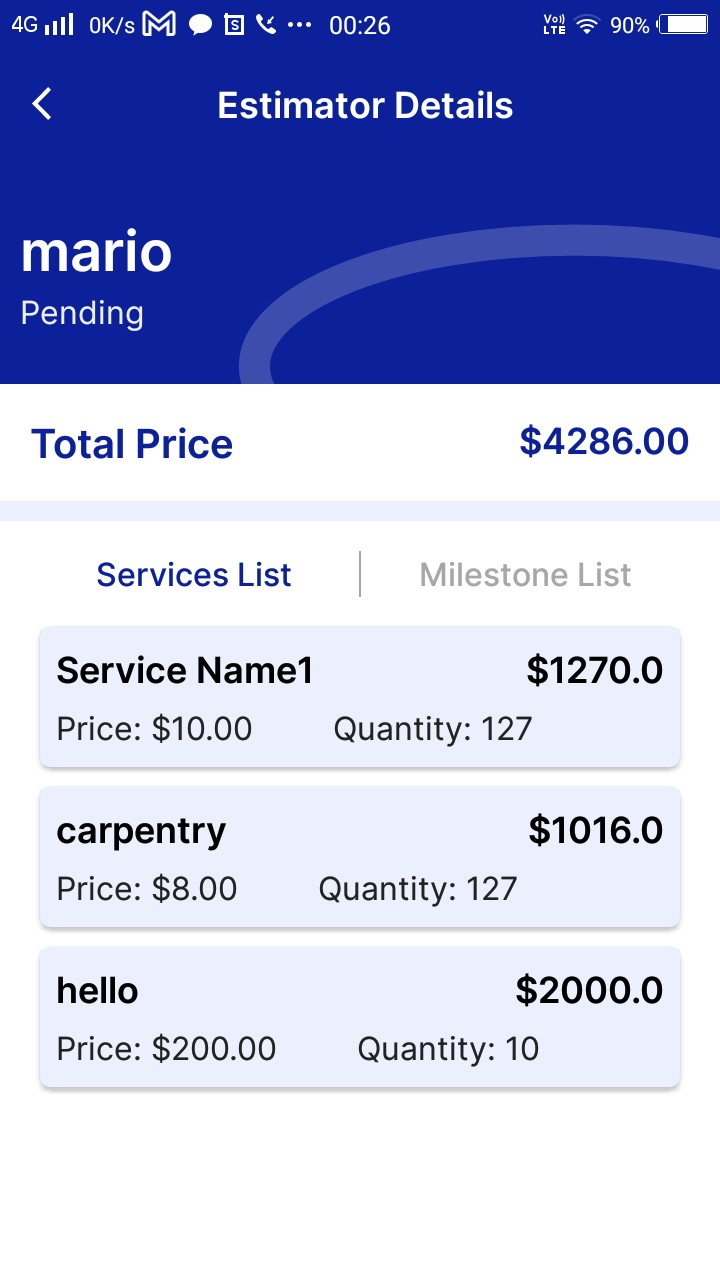 4G 0K/s 00:26 Vo)) LTE 90%
Estimator Details
mario
Pending
Total Price $4286.00
Services List Milestone List
Service Name1 $1270.0
Price: $10.00 Quantity: 127
carpentry $1016.0
Price: $8.00 Quantity: 127
hello $2000.0
Price: $200.00 Quantity: 10